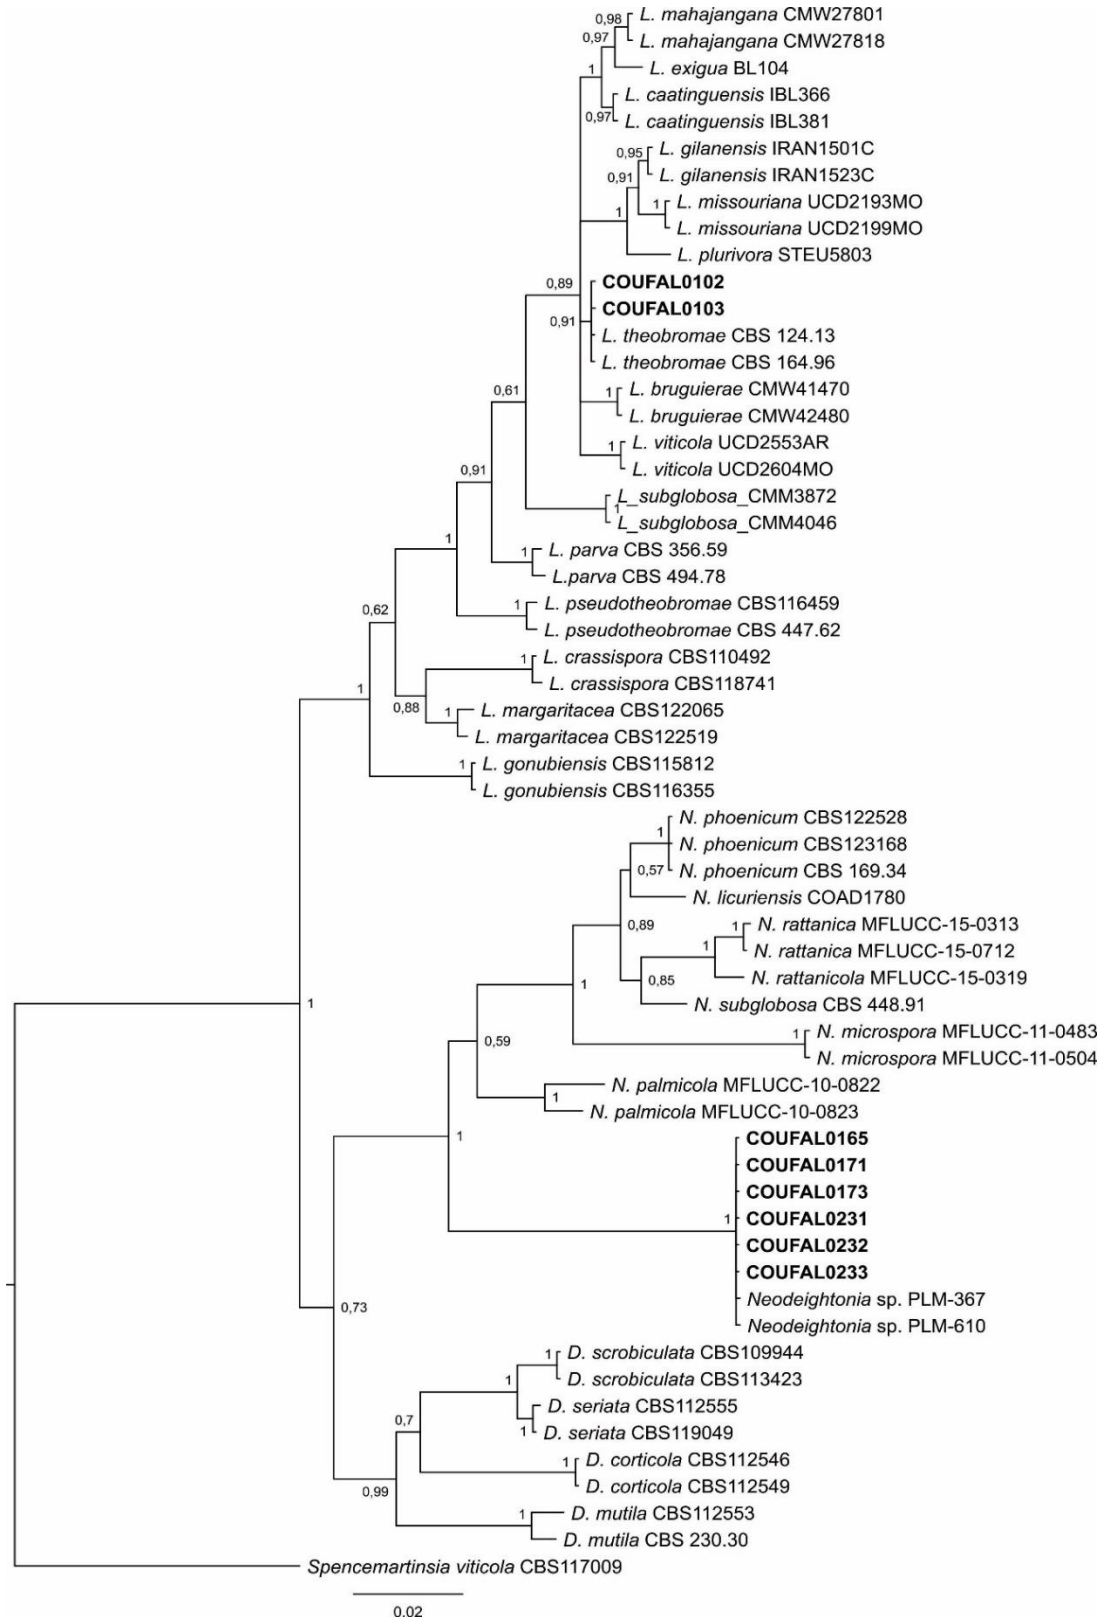 0,98
L. mahajangana CMW27801
0,97
L. mahajangana CMW27818
1
L. exigua BL104
L. caatinguensis IBL366
0,97
L. caatinguensis IBL381
0,95
L. gilanensis IRAN1501C
0,91
L. gilanensis IRAN1523C
1
L. missouriana UCD2193MO
1
L. missouriana UCD2199MO
L. plurivora STEU5803
0,89
COUFAL0102
COUFAL0103
0,91
L. theobromae CBS 124.13
L. theobromae CBS 164.96
0,61
1
L. bruguierae CMW41470
L. bruguierae CMW42480
1
L. viticola UCD2553AR
L. viticola UCD2604MO
0,91
L_subglobosa_CMM3872
1
L_subglobosa_CMM4046
1
1
L. parva CBS 356.59
L.parva CBS 494.78
0,62
1
L. pseudotheobromae CBS116459
L. pseudotheobromae CBS 447.62
1
L. crassispora CBS110492
L. crassispora CBS118741
1
0,88
1
L. margaritacea CBS122065
L. margaritacea CBS122519
1
L. gonubiensis CBS115812
L. gonubiensis CBS116355
N. phoenicum CBS122528
1
N. phoenicum CBS123168
0,57
N. phoenicum CBS 169.34
N. licuriensis COAD1780
0,89
1
N. rattanica MFLUCC-15-0313
1
N. rattanica MFLUCC-15-0712
0,85
N. rattanicola MFLUCC-15-0319
1
N. subglobosa CBS 448.91
1
1
N. microspora MFLUCC-11-0483
0,59
N. microspora MFLUCC-11-0504
N. palmicola MFLUCC-10-0822
1
N. palmicola MFLUCC-10-0823
1
COUFAL0165
COUFAL0171
COUFAL0173
1
COUFAL0231
COUFAL0232
COUFAL0233
Neodeightonia sp. PLM-367
0,73
Neodeightonia sp. PLM-610
1
D. scrobiculata CBS109944
1
D. scrobiculata CBS113423
0,7
D. seriata CBS112555
1
D. seriata CBS119049
1
D. corticola CBS112546
0,99
D. corticola CBS112549
1
D. mutila CBS112553
D. mutila CBS 230.30
Spencemartinsia viticola CBS117009
0.02